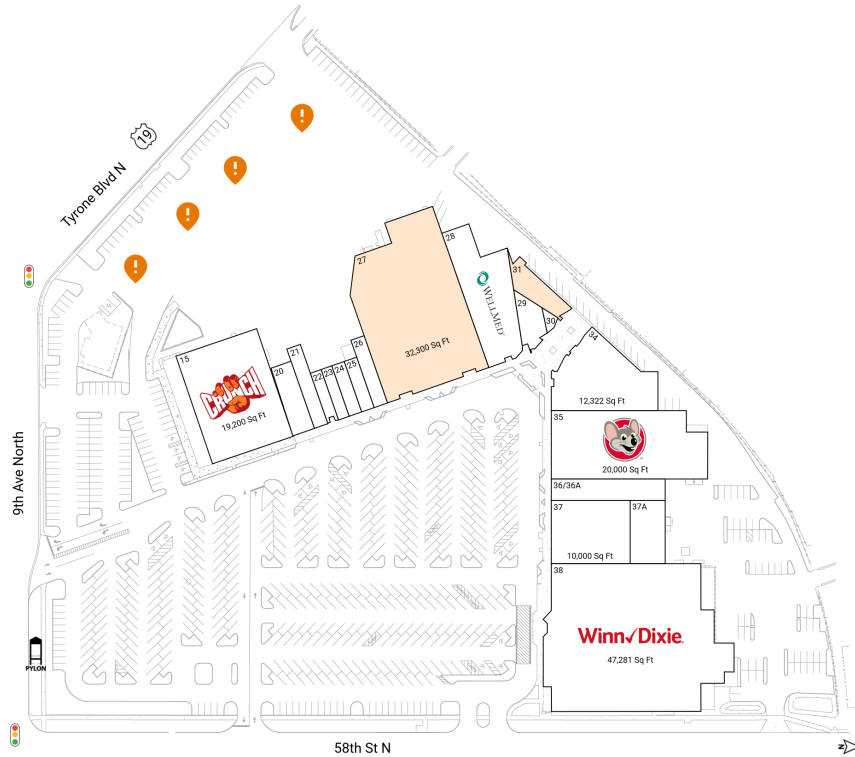 19
Tyrone Blvd N
28
27
31
WELLMED
29
30
26
34
21
15
32,300 Sq Ft
25
24
23
22
20
CRUNCH
12,322 Sq Ft
19,200 Sq Ft
35
20,000 Sq Ft
36/36A
9th Ave North
37
37A
10,000 Sq Ft
38
Winn Dixie
47,281 Sq Ft
PYLON
58th St N
N